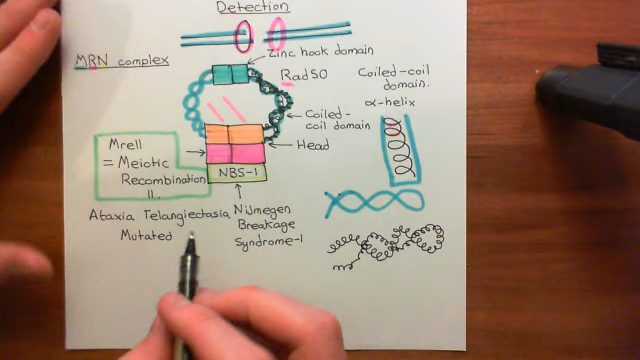 Detection
MRN complex
Zinc hook domain
Rad50
Coiled-coil
domain.
α-helix
Coiled-
coil domain
Head
Mre11
= Meiotic
Recombination
11.
NBS-1
Ataxia Telangiectasia
Mutated
Nijmegen
Breakage
Syndrome-1